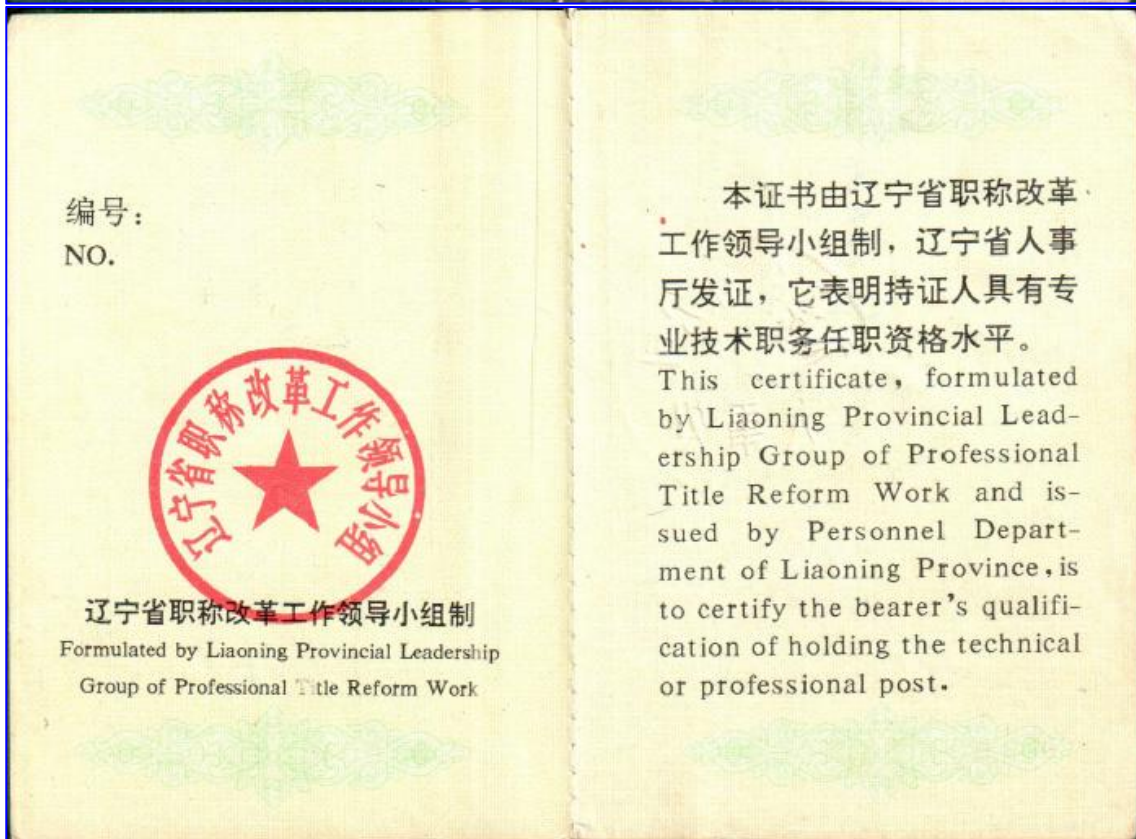 编号：
NO.
辽宁省职称改革工作领导小组
辽宁省职称改革工作领导小组制
Formulated by Liaoning Provincial Leadership
Group of Professional Title Reform Work
本证书由辽宁省职称改革
工作领导小组制，辽宁省人事
厅发证，它表明持证人具有专
业技术职务任职资格水平。
This certificate, formulated
by Liaoning Provincial Lead-
ership Group of Professional
Title Reform Work and is-
sued by Personnel Depart-
ment of Liaoning Province,is
to certify the bearer's qualifi-
cation of holding the technical
or professional post.